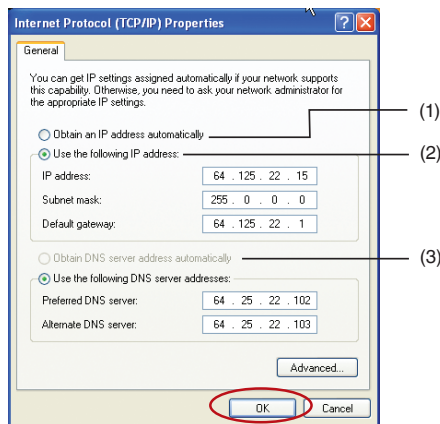 Internet Protocol (TCP/IP) Properties
General
You can get IP settings assigned automatically if your network supports
this capability. Otherwise, you need to ask your network administrator for
the appropriate IP settings.
Obtain an IP address automatically
(1)
Use the following IP address:
(2)
IP address: 64 . 125 . 22 . 15
Subnet mask: 255 . 0 . 0 . 0
Default gateway: 64 . 125 . 22 . 1
Obtain DNS server address automatically
(3)
Use the following DNS server addresses:
Preferred DNS server: 64 . 25 . 22 . 102
Alternate DNS server: 64 . 25 . 22 . 103
Advanced...
OK Cancel